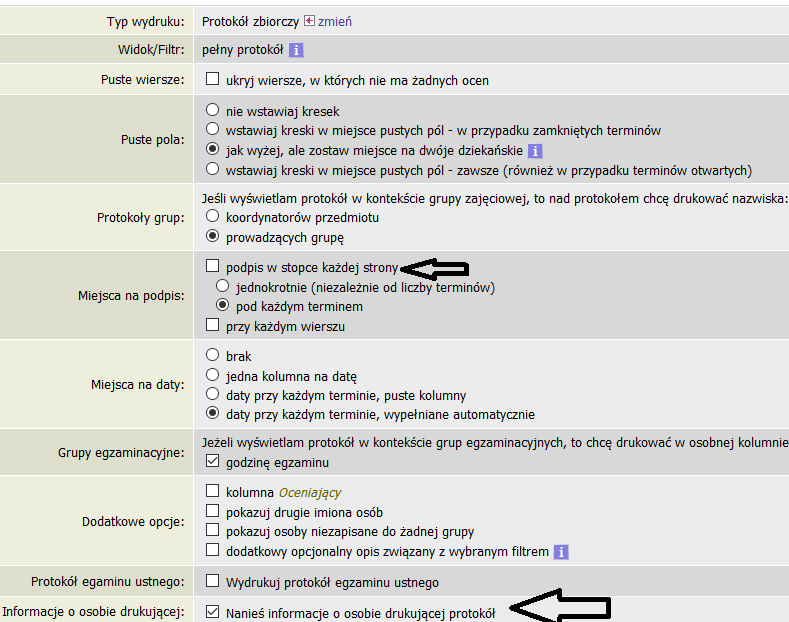 Typ wydruku: Protokół zbiorczy zmień
Widok/Filtr: pełny protokół i
Puste wiersze: ukryj wiersze, w których nie ma żadnych ocen
nie wstawiaj kresek
wstawiaj kreski w miejsce pustych pól - w przypadku zamkniętych terminów
Puste pola: jak wyżej, ale zostaw miejsce na dwóje dziekańskie i
wstawiaj kreski w miejsce pustych pól - zawsze (również w przypadku terminów otwartych)
Jeśli wyświetlam protokół w kontekście grupy zajęciowej, to nad protokołem chcę drukować nazwiska:
Protokoły grup: koordynatorów przedmiotu
prowadzących grupę
podpis w stopce każdej strony
jednokrotnie (niezależnie od liczby terminów)
Miejsca na podpis: pod każdym terminem
przy każdym wierszu
brak
jedna kolumna na datę
Miejsca na daty: daty przy każdym terminie, puste kolumny
daty przy każdym terminie, wypełniane automatycznie
Jeżeli wyświetlam protokół w kontekście grup egzaminacyjnych, to chcę drukować w osobnej kolumnie
Grupy egzaminacyjne: godzinę egzaminu
kolumna Oceniający
pokazuj drugie imiona osób
Dodatkowe opcje: pokazuj osoby niezapisane do żadnej grupy
dodatkowy opcjonalny opis związany z wybranym filtrem i
Protokół egaminu ustnego: Wydrukuj protokół egzaminu ustnego
Informacje o osobie drukującej: Nanieś informacje o osobie drukującej protokół